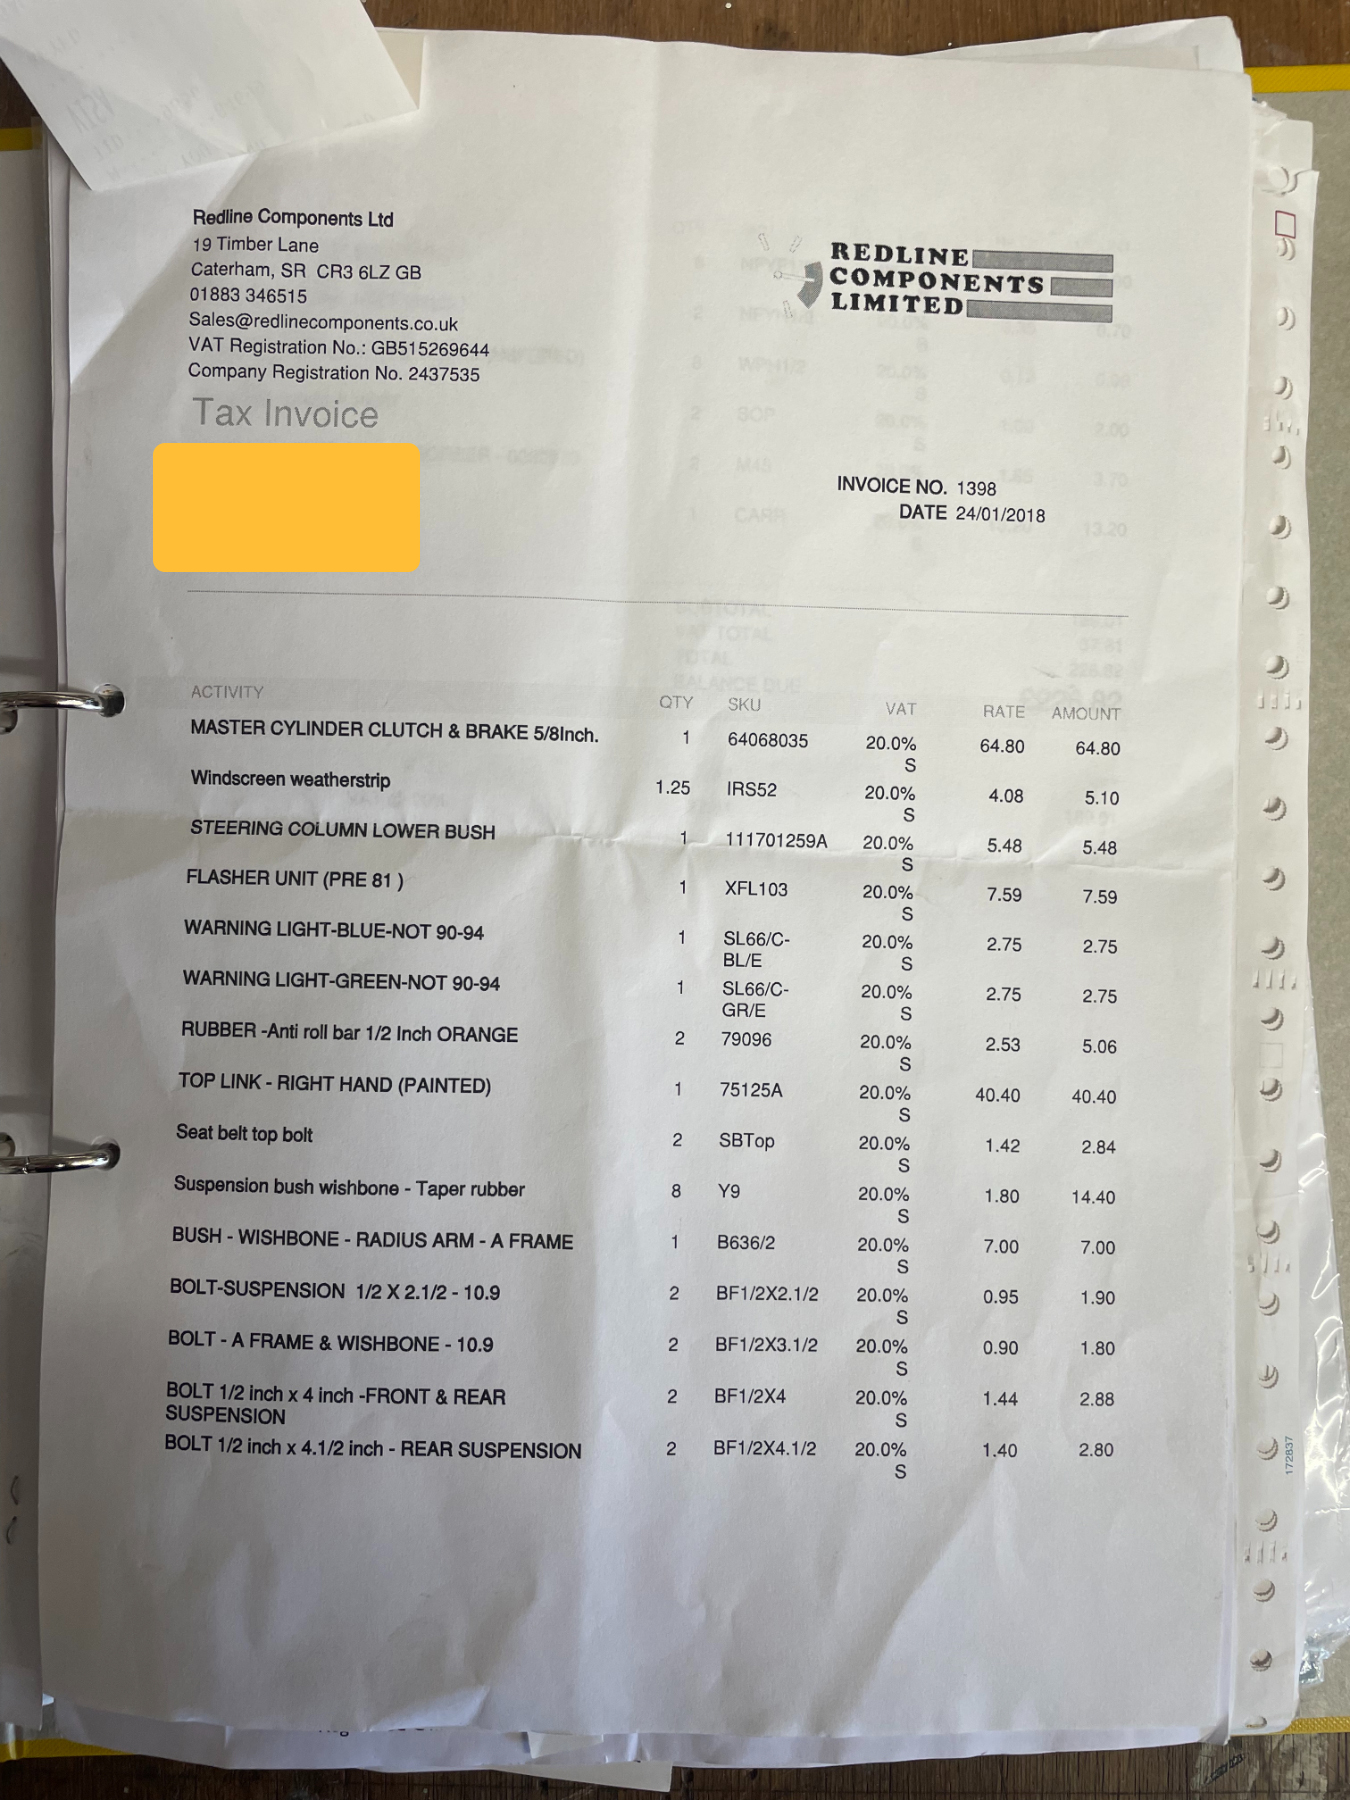 Redline Components Ltd
19 Timber Lane
Caterham, SR CR3 6LZ GB
01883 346515
Sales@redlinecomponents.co.uk
VAT Registration No.: GB515269644
Company Registration No. 2437535
REDLINE
COMPONENTS
LIMITED
Tax Invoice
INVOICE NO. 1398
DATE 24/01/2018
ACTIVITY QTY SKU VAT RATE AMOUNT
MASTER CYLINDER CLUTCH & BRAKE 5/8Inch. 1 64068035 20.0% 64.80 64.80
S
Windscreen weatherstrip 1.25 IRS52 20.0% 4.08 5.10
S
STEERING COLUMN LOWER BUSH 1 111701259A 20.0% 5.48 5.48
S
FLASHER UNIT (PRE 81 ) 1 XFL103 20.0% 7.59 7.59
S
WARNING LIGHT-BLUE-NOT 90-94 1 SL66/C- 20.0% 2.75 2.75
BL/E S
WARNING LIGHT-GREEN-NOT 90-94 1 SL66/C- 20.0% 2.75 2.75
GR/E S
RUBBER -Anti roll bar 1/2 Inch ORANGE 2 79096 20.0% 2.53 5.06
S
TOP LINK - RIGHT HAND (PAINTED) 1 75125A 20.0% 40.40 40.40
S
Seat belt top bolt 2 SBTop 20.0% 1.42 2.84
S
Suspension bush wishbone - Taper rubber 8 Y9 20.0% 1.80 14.40
S
BUSH - WISHBONE - RADIUS ARM - A FRAME 1 B636/2 20.0% 7.00 7.00
S
BOLT-SUSPENSION 1/2 X 2.1/2 - 10.9 2 BF1/2X2.1/2 20.0% 0.95 1.90
S
BOLT - A FRAME & WISHBONE - 10.9 2 BF1/2X3.1/2 20.0% 0.90 1.80
S
BOLT 1/2 inch x 4 inch -FRONT & REAR 2 BF1/2X4 20.0% 1.44 2.88
SUSPENSION S
BOLT 1/2 inch x 4.1/2 inch - REAR SUSPENSION 2 BF1/2X4.1/2 20.0% 1.40 2.80
S
172837